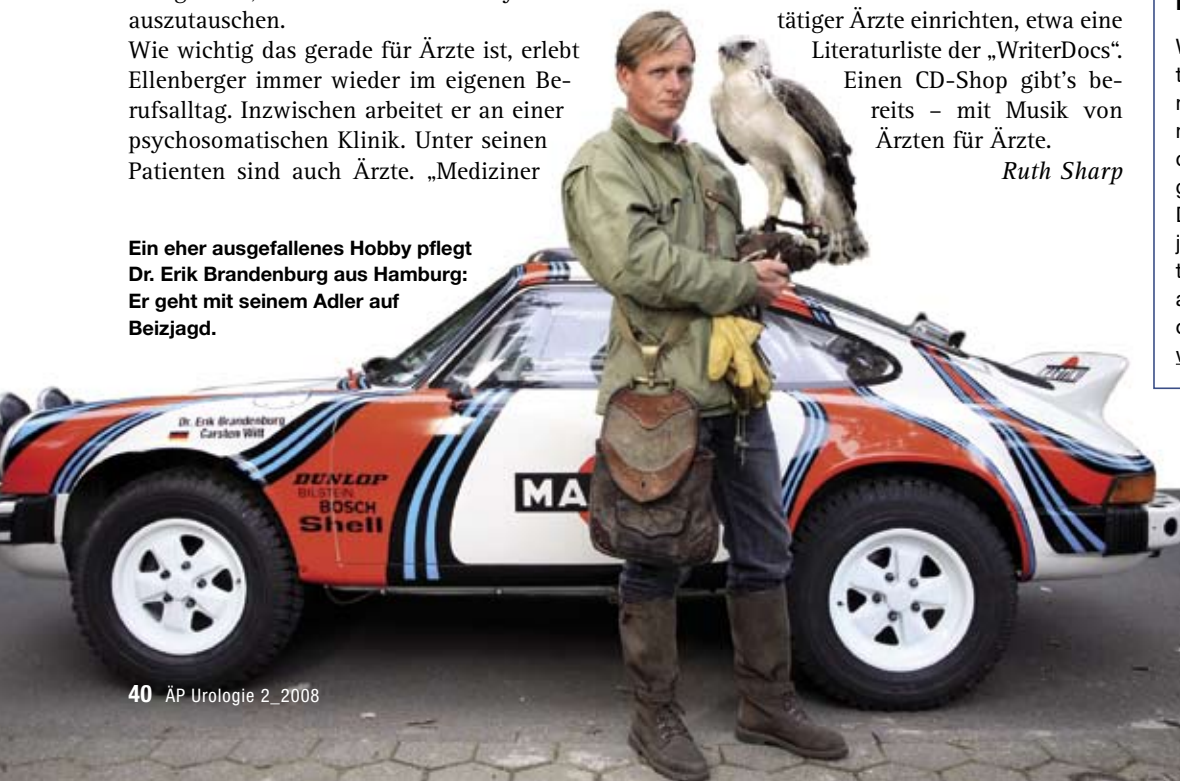 auszutauschen.
Wie wichtig das gerade für Ärzte ist, erlebt
Ellenberger immer wieder im eigenen Be-
rufsalltag. Inzwischen arbeitet er an einer
psychosomatischen Klinik. Unter seinen
Patienten sind auch Ärzte. „Mediziner
tätiger Ärzte einrichten, etwa eine
Literaturliste der „WriterDocs“.
Einen CD-Shop gibt's be-
reits – mit Musik von
Ärzten für Ärzte.
Ruth Sharp
Ein eher ausgefallenes Hobby pflegt
Dr. Erik Brandenburg aus Hamburg:
Er geht mit seinem Adler auf
Beizjagd.
Dr. Erik Brandenburg
Carsten Witt
DUNLOP
BILSTEIN
BOSCH
Shell
MA
40 ÄP Urologie 2_2008